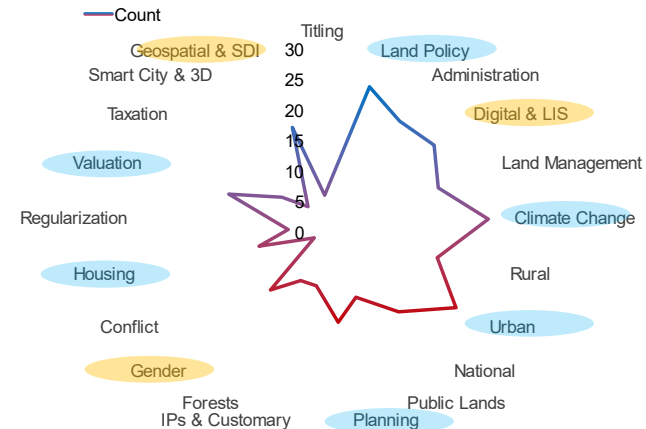 Count
Titling
Geospatial & SDI
30
Land Policy
Smart City & 3D
25
Administration
Taxation
20
Digital & LIS
15
Valuation
10
Land Management
5
Regularization
0
Climate Change
Housing
Rural
Conflict
Urban
Gender
National
Forests
Public Lands
IPs & Customary
Planning